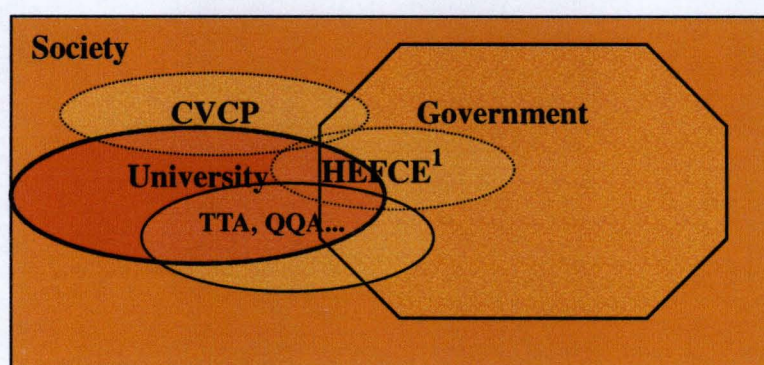 Society
CVCP
Government
University
HEFCE1
TTA, QQA...